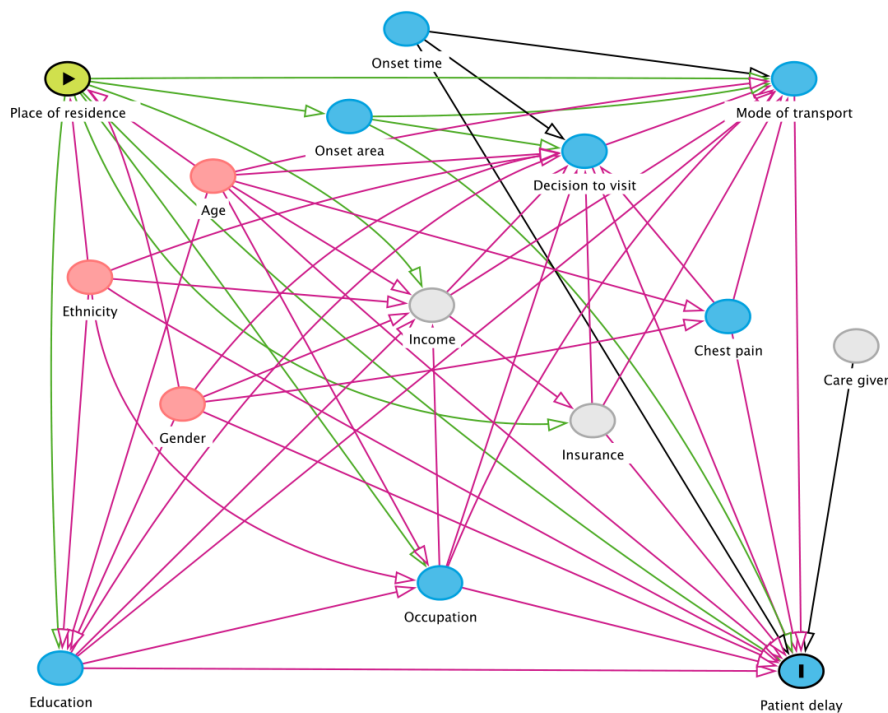 Onset time
Place of residence
Mode of transport
Onset area
Decision to visit
Age
Ethnicity
Income
Chest pain
Care given
Gender
Insurance
Occupation
Education
Patient delay